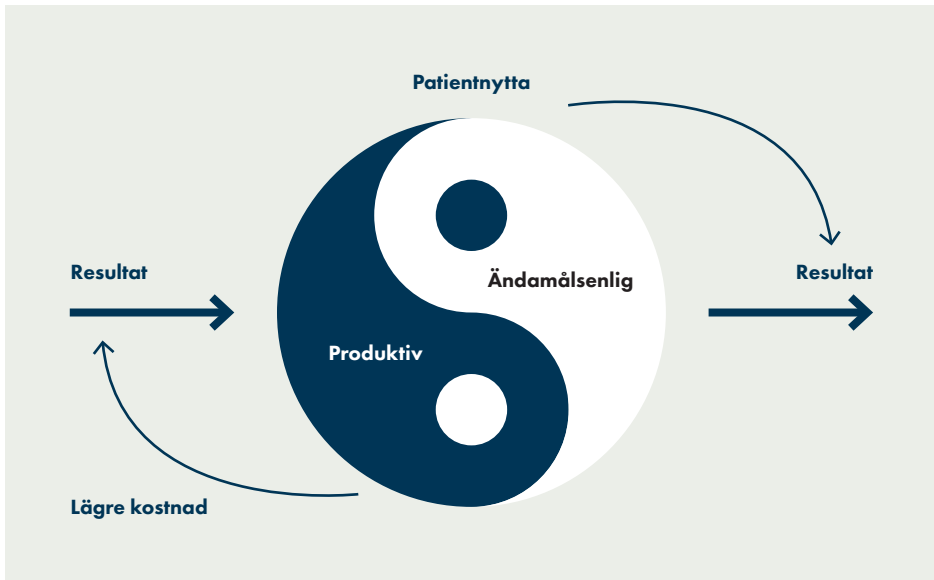 Patientnytta
Resultat
Resultat
Ändamålsenlig
Produktiv
Lägre kostnad